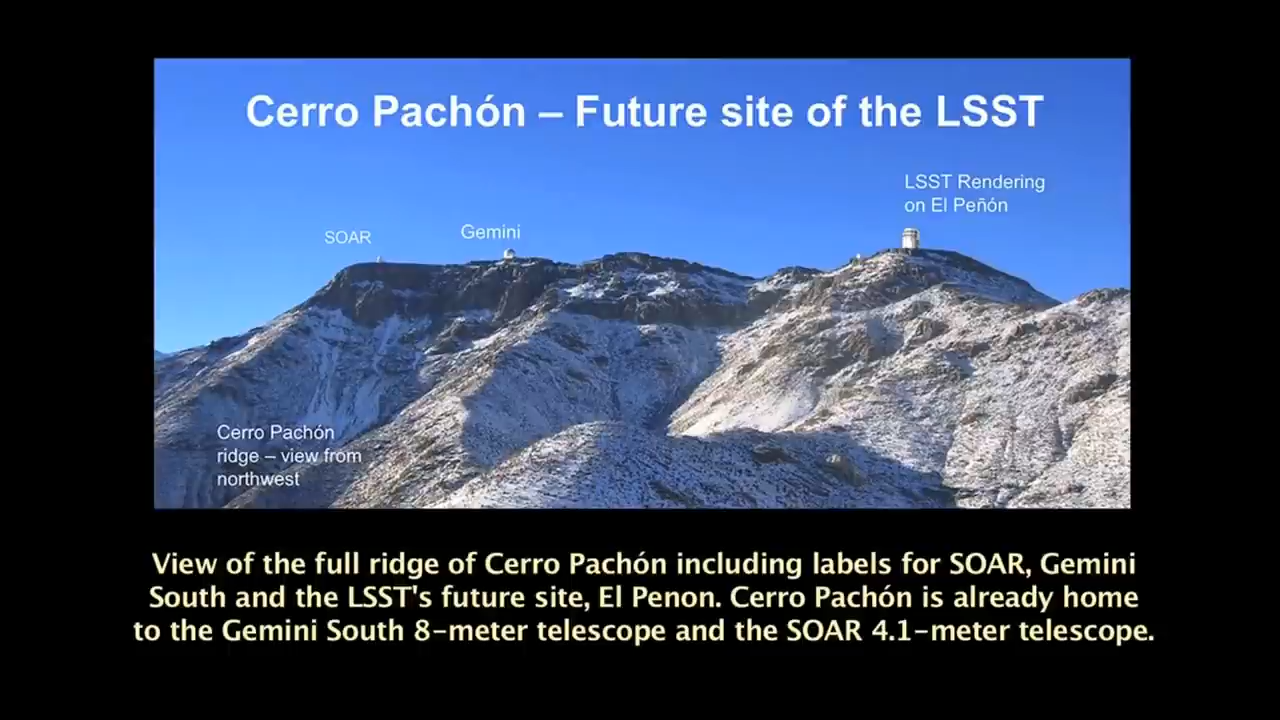 Cerro Pachón – Future site of the LSST
LSST Rendering
on El Peñón
SOAR
Gemini
Cerro Pachón
ridge – view from
northwest
View of the full ridge of Cerro Pachón including labels for SOAR, Gemini
South and the LSST's future site, El Penon. Cerro Pachón is already home
to the Gemini South 8-meter telescope and the SOAR 4.1-meter telescope.